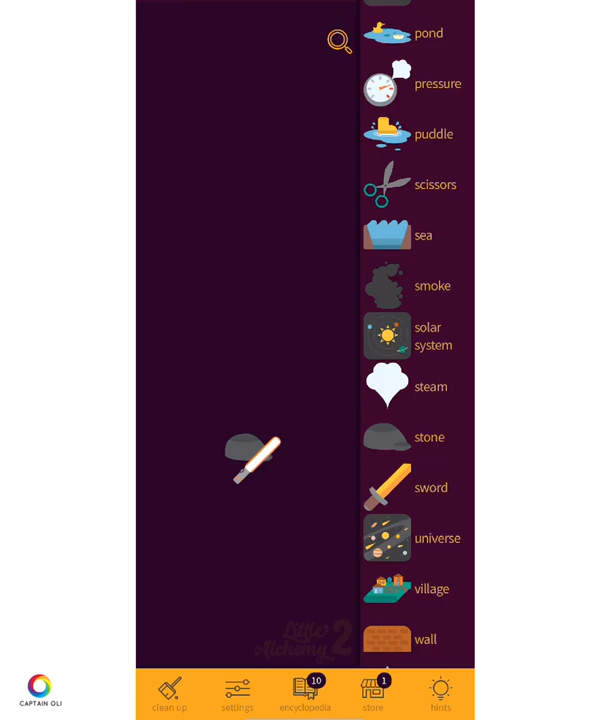 pond
pressure
puddle
scissors
sea
smoke
solar
system
steam
stone
sword
universe
village
wall
Little
Alchemy 2
10
1
clean up
settings
encyclopedia
store
hints
CAPTAIN OLI